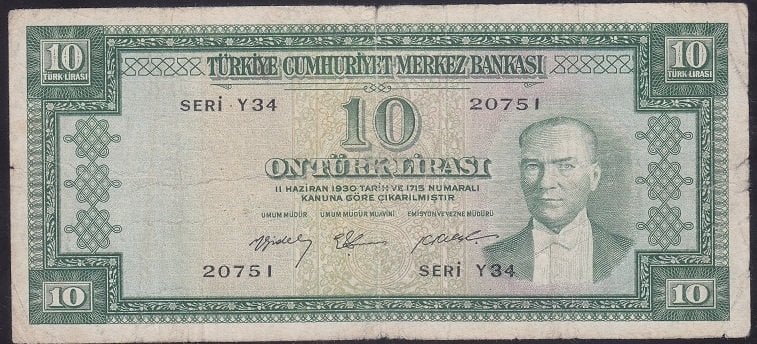 10 TÜRK LİRASI
10 TÜRK LİRASI
TÜRKİYE CUMHURİYET MERKEZ BANKASI
SERİ Y34 20751
10
ON TÜRK LİRASI
11 HAZİRAN 1930 TARİH VE 1715 NUMARALI
KANUNA GÖRE ÇIKARILMIŞTIR
UMUM MÜDÜR UMUM MÜDÜR MUAVİNİ EMİSYON VE VEZNE MÜDÜRÜ
20751 SERİ Y34
10 10